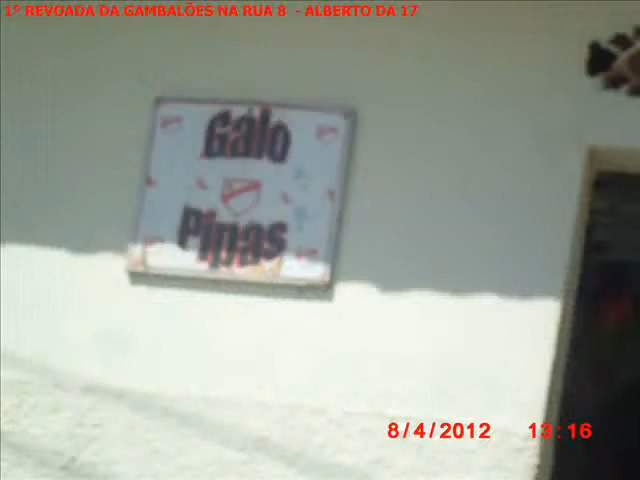 1º REVOADA DA GAMBALÕES NA RUA 8 - ALBERTO DA 17
Galo
Pipas
8/4/2012 13:16